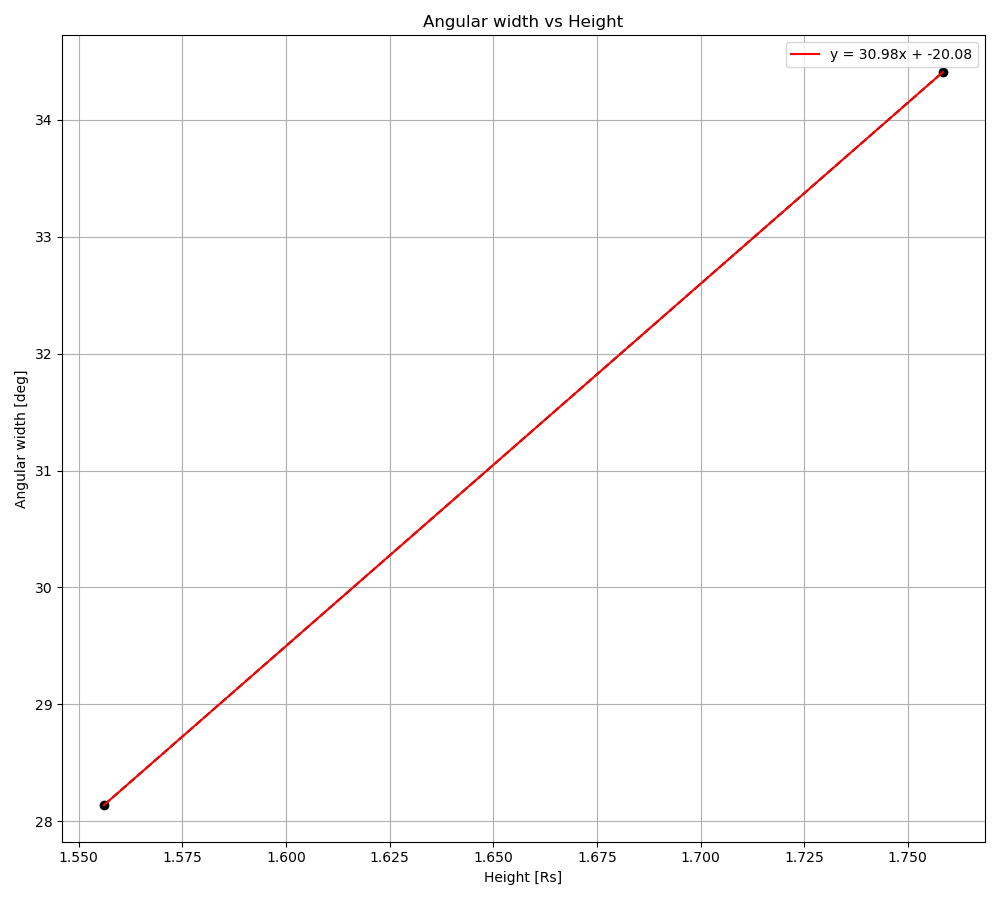 Angular width vs Height
y = 30.98x + -20.08
34
33
32
31
30
29
28
Angular width [deg]
1.550 1.575 1.600 1.625 1.650 1.675 1.700 1.725 1.750
Height [Rs]